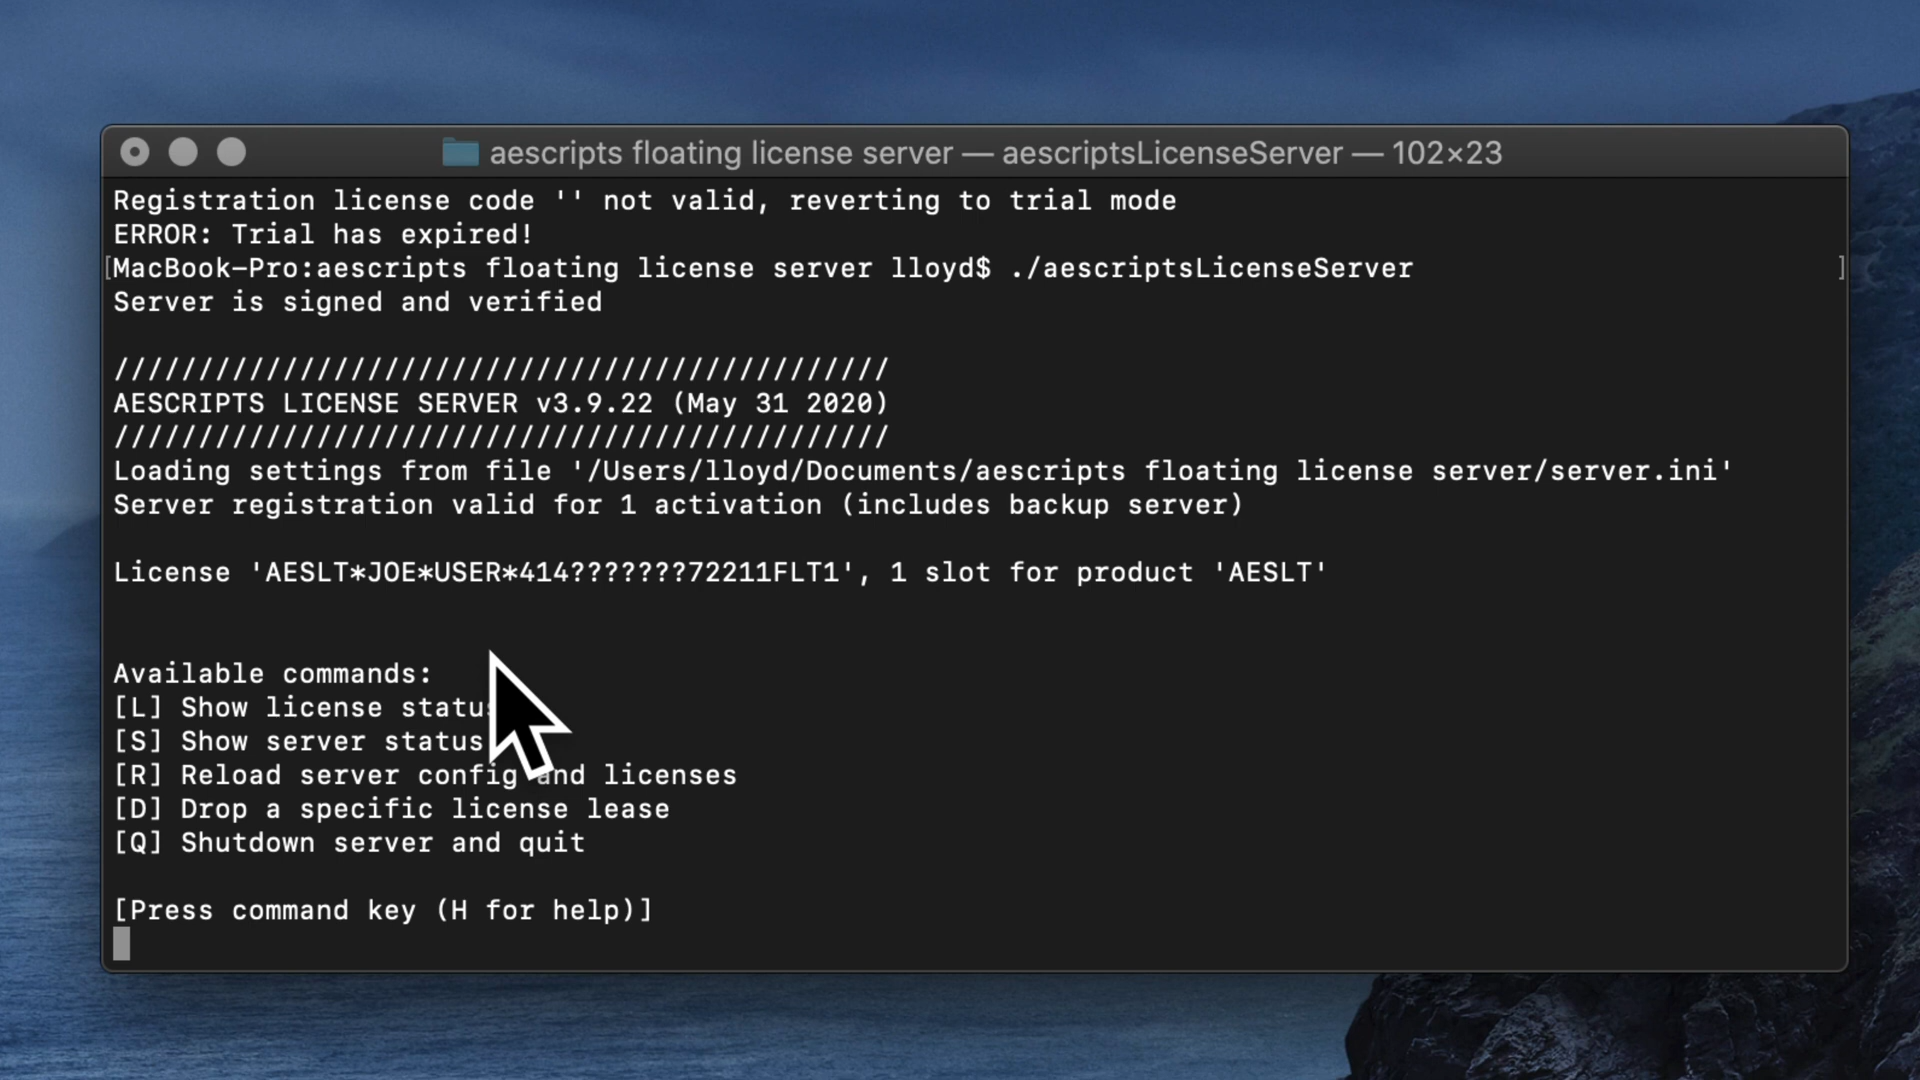 aescripts floating license server — aescriptsLicenseServer — 102×23
Registration license code '' not valid, reverting to trial mode
ERROR: Trial has expired!
[MacBook-Pro:aescripts floating license server lloyd$ ./aescriptsLicenseServer ]
Server is signed and verified
//////////////////////////////////////////////
AESCRIPTS LICENSE SERVER v3.9.22 (May 31 2020)
//////////////////////////////////////////////
Loading settings from file '/Users/lloyd/Documents/aescripts floating license server/server.ini'
Server registration valid for 1 activation (includes backup server)
License 'AESLT*JOE*USER*414???????72211FLT1', 1 slot for product 'AESLT'
Available commands:
[L] Show license status
[S] Show server status
[R] Reload server config and licenses
[D] Drop a specific license lease
[Q] Shutdown server and quit
[Press command key (H for help)]